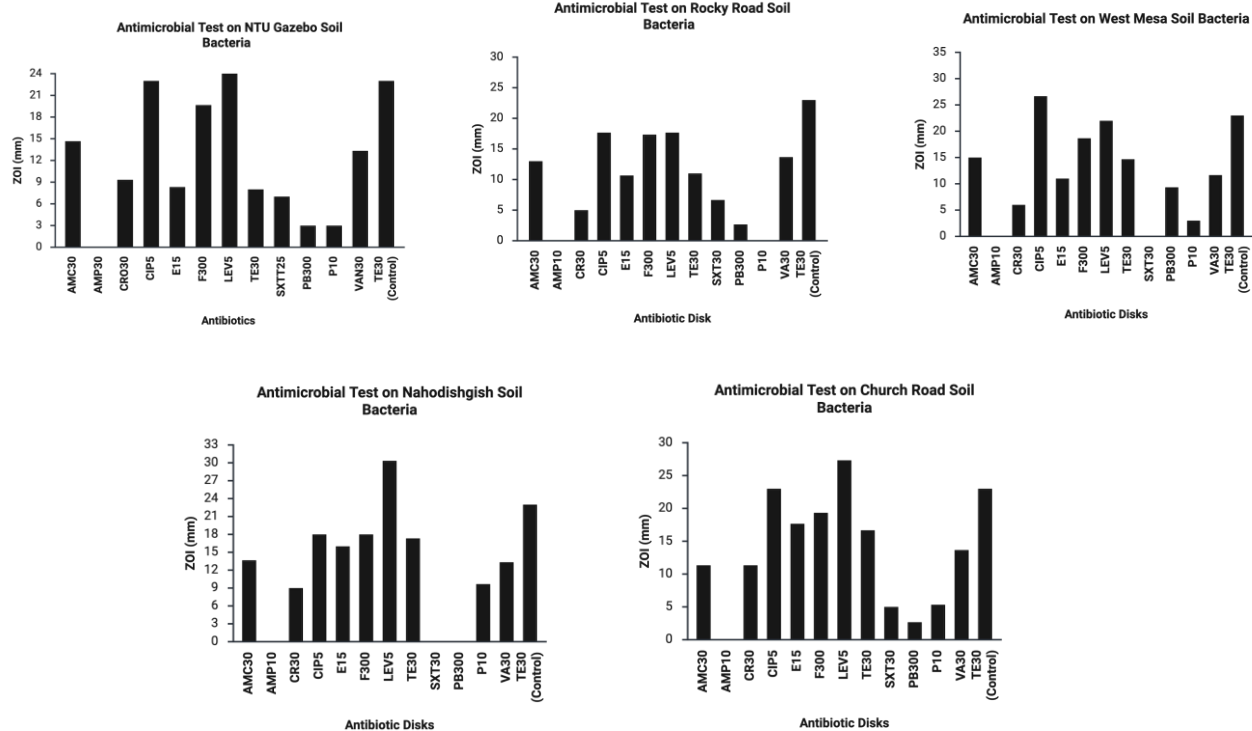 Antimicrobial Test on NTU Gazebo Soil
Bacteria
24
21
18
15
12
9
6
3
0
ZOI (mm)
AMC30
AMP30
CRO30
CIP5
E15
F300
LEV5
TE30
SXTT25
PB300
P10
VAN30
TE30
(Control)
Antibiotics
Antimicrobial Test on Rocky Road Soil
Bacteria
30
25
20
15
10
5
0
ZOI (mm)
AMC30
AMP10
CR30
CIP5
E15
F300
LEV5
TE30
SXT30
PB300
P10
VA30
TE30
(Control)
Antibiotic Disk
Antimicrobial Test on West Mesa Soil Bacteria
35
30
25
20
15
10
5
0
ZOI (mm)
AMC30
AMP10
CR30
CIP5
E15
F300
LEV5
TE30
SXT30
PB300
P10
VA30
TE30
(Control)
Antibiotic Disks
Antimicrobial Test on Nahodishgish Soil
Bacteria
33
30
27
24
21
18
15
12
9
6
3
0
ZOI (mm)
AMC30
AMP10
CR30
CIP5
E15
F300
LEV5
TE30
SXT30
PB300
P10
VA30
TE30
(Control)
Antibiotic Disks
Antimicrobial Test on Church Road Soil
Bacteria
30
25
20
15
10
5
0
ZOI (mm)
AMC30
AMP10
CR30
CIP5
E15
F300
LEV5
TE30
SXT30
PB300
P10
VA30
TE30
(Control)
Antibiotic Disks